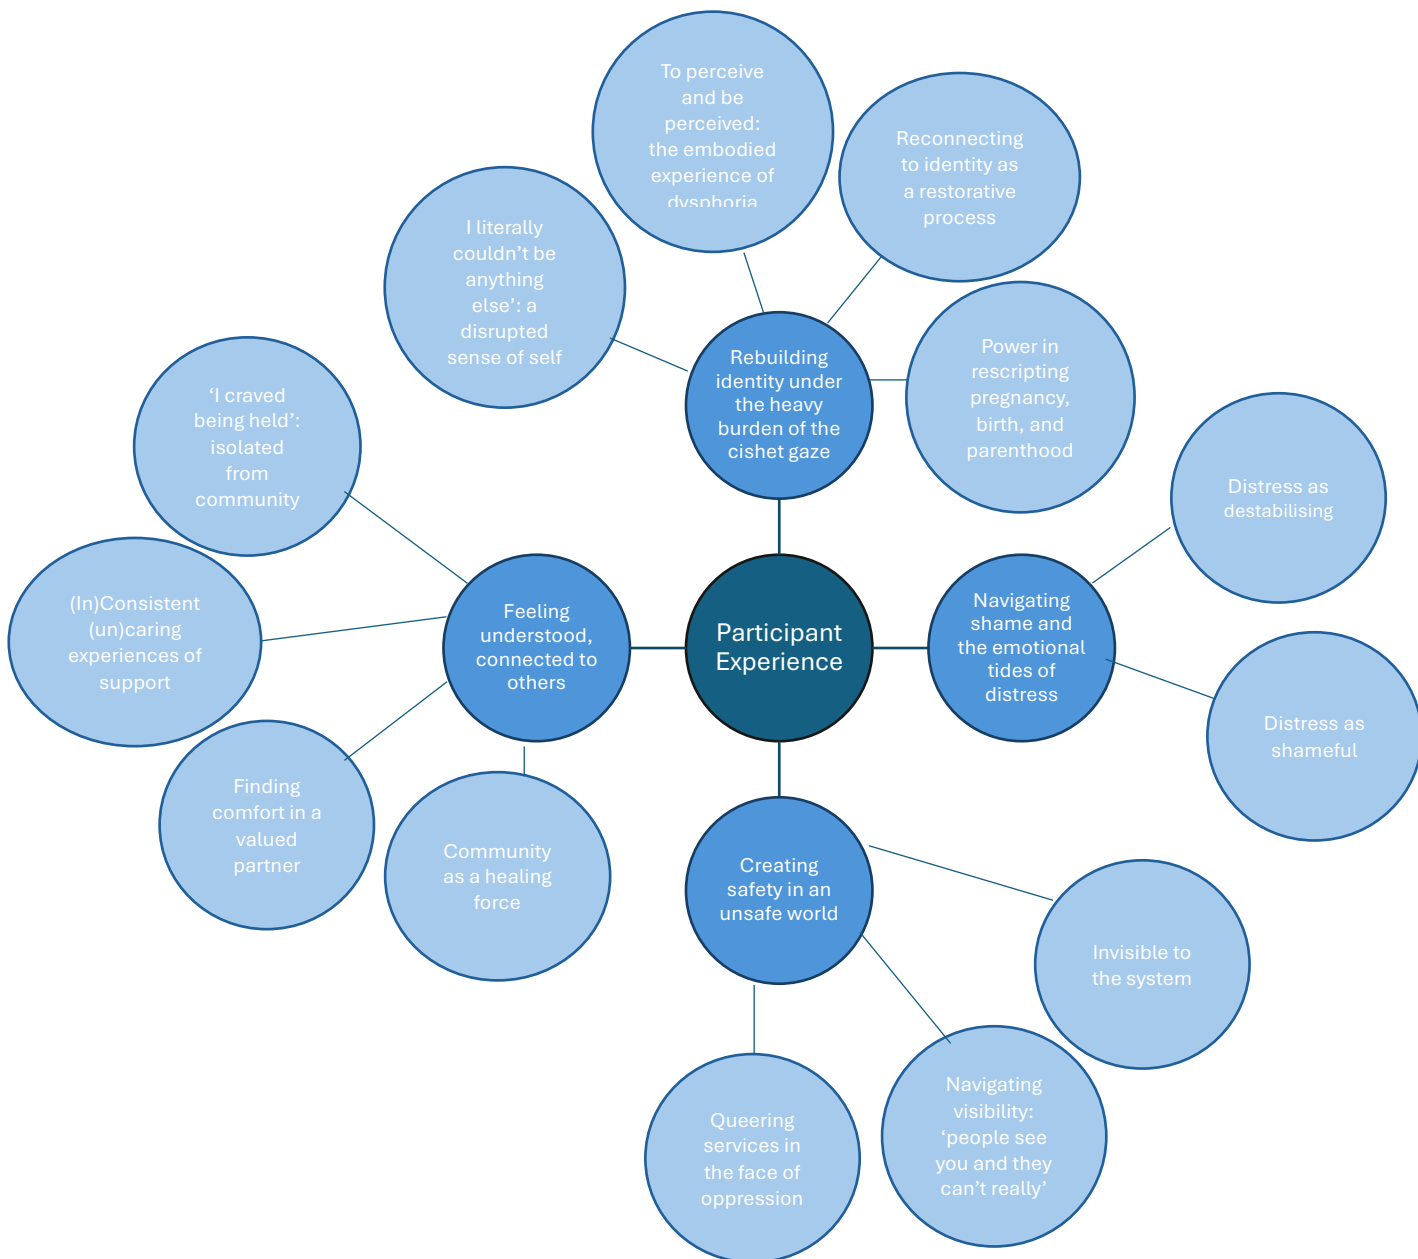 To perceive
and be
perceived:
the embodied
experience of
dysphoria
Reconnecting
to identity as
a restorative
process
I literally
couldn’t be
anything
else’: a
disrupted
sense of self
Rebuilding
identity under
the heavy
burden of the
cishet gaze
Power in
rescripting
pregnancy,
birth, and
parenthood
‘I craved
being held’:
isolated
from
community
Distress as
destabilising
(In)Consistent
(un)caring
experiences of
support
Feeling
understood,
connected to
others
Participant
Experience
Navigating
shame and
the emotional
tides of
distress
Distress as
shameful
Finding
comfort in a
valued
partner
Community
as a healing
force
Creating
safety in an
unsafe world
Invisible to
the system
Queering
services in
the face of
oppression
Navigating
visibility:
‘people see
you and they
can’t really’